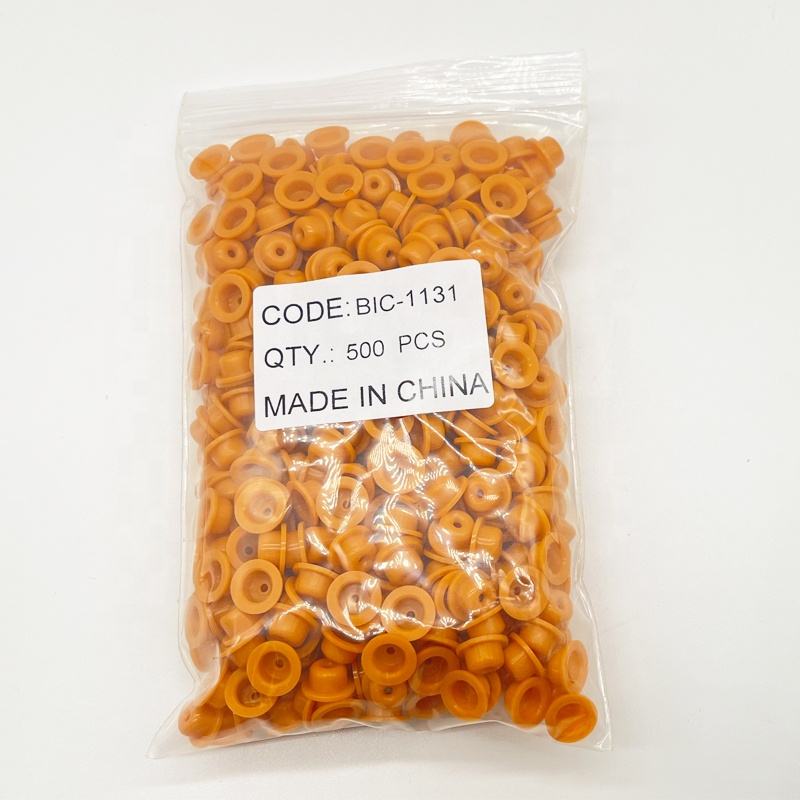 CODE: BIC-1131
QTY.: 500 PCS
MADE IN CHINA